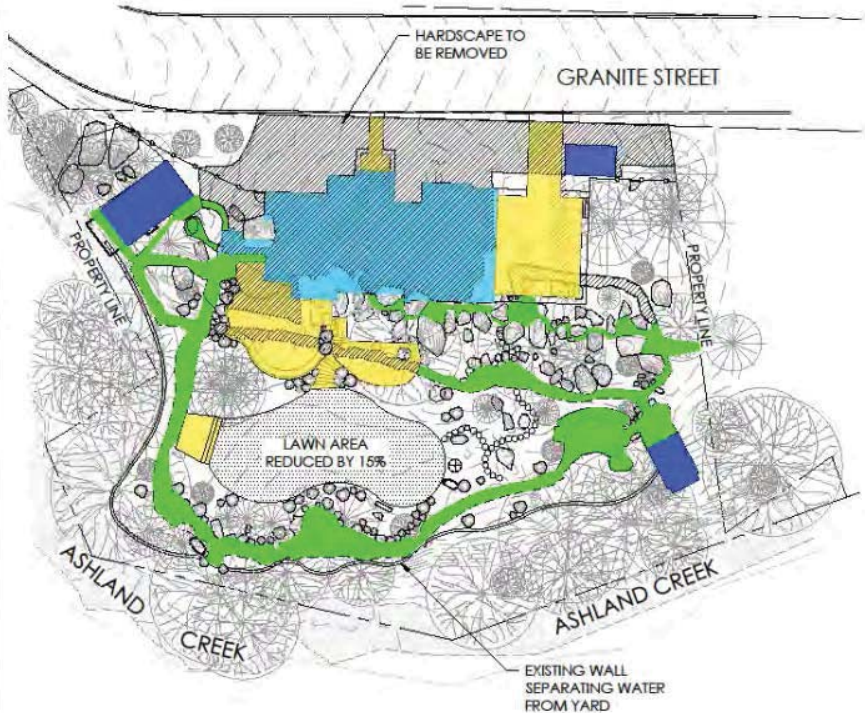 HARDSCAPE TO
BE REMOVED
GRANITE STREET
PROPERTY LINE
PROPERTY LINE
LAWN AREA
REDUCED BY 15%
ASHLAND
CREEK
ASHLAND CREEK
EXISTING WALL
SEPARATING WATER
FROM YARD